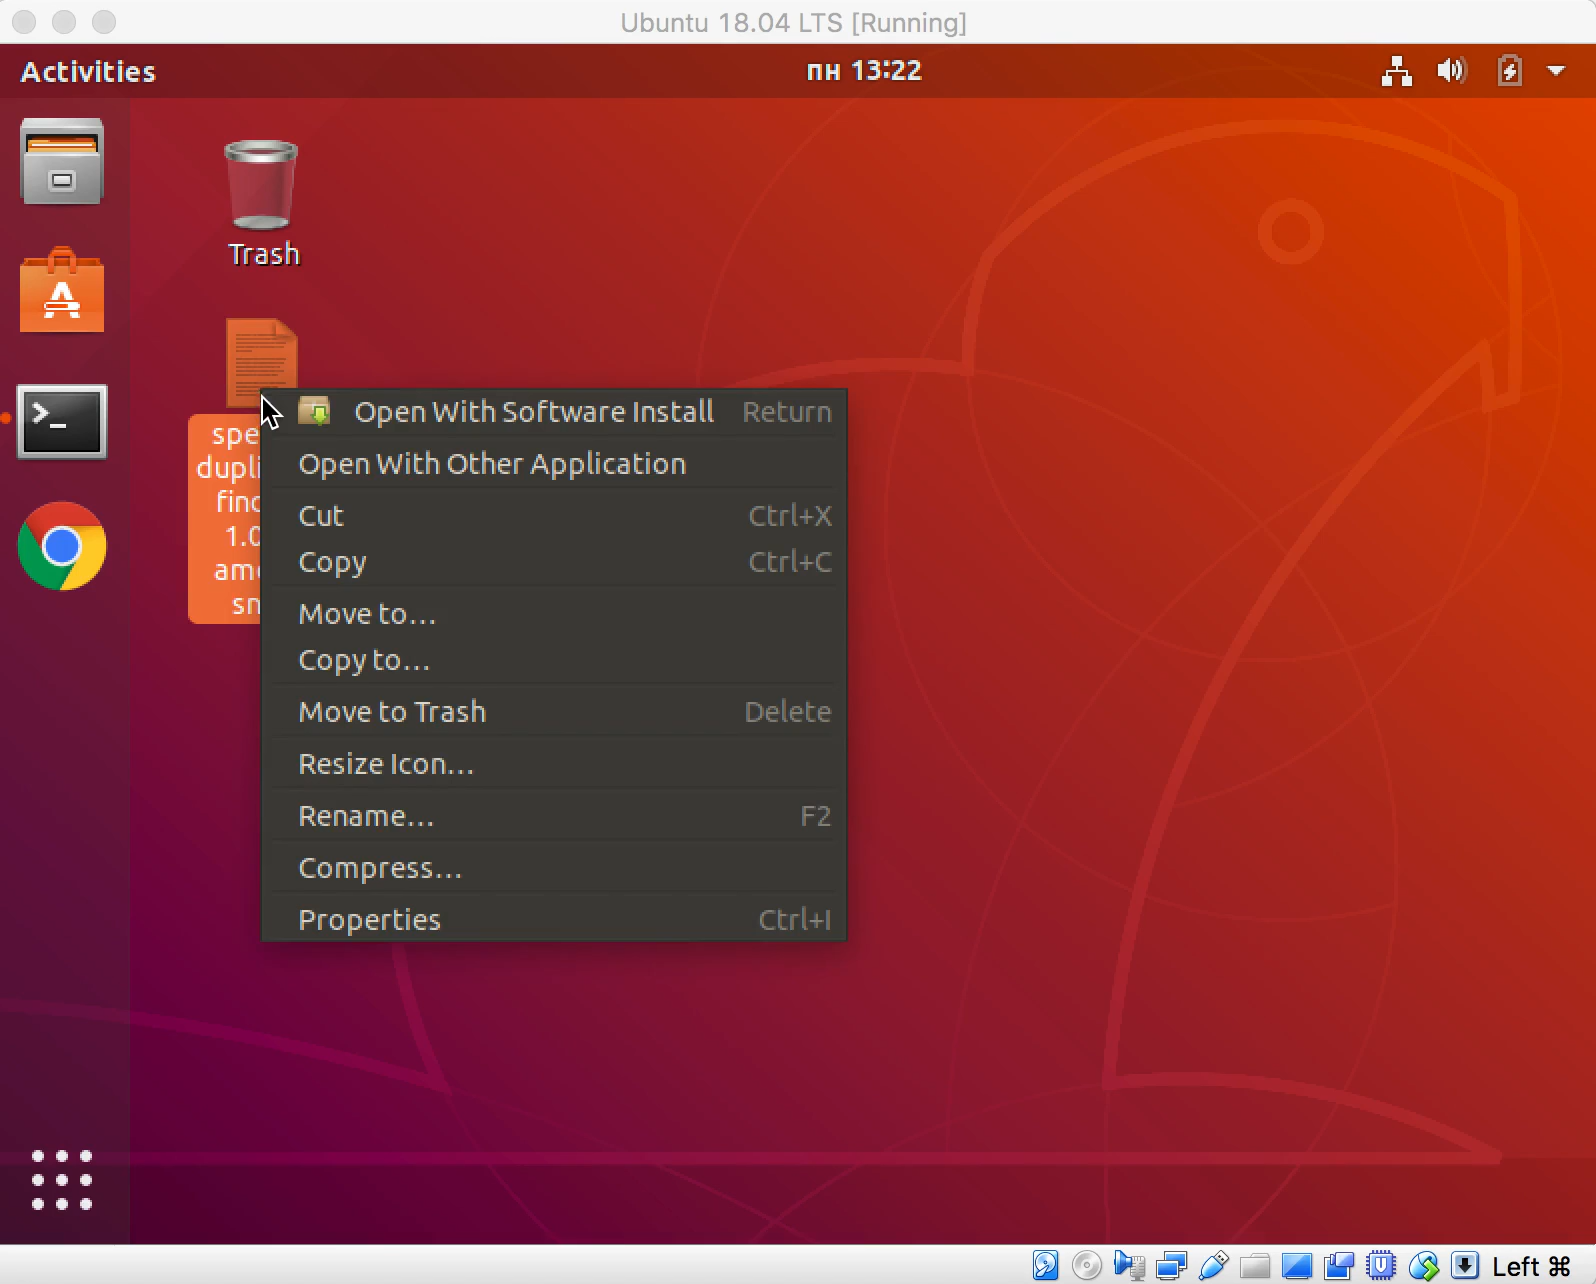 Ubuntu 18.04 LTS [Running]
Activities
пн 13:22
Trash
Open With Software Install Return
Open With Other Application
Cut Ctrl+X
Copy Ctrl+C
Move to...
Copy to...
Move to Trash Delete
Resize Icon...
Rename... F2
Compress...
Properties Ctrl+I
Left ⌘